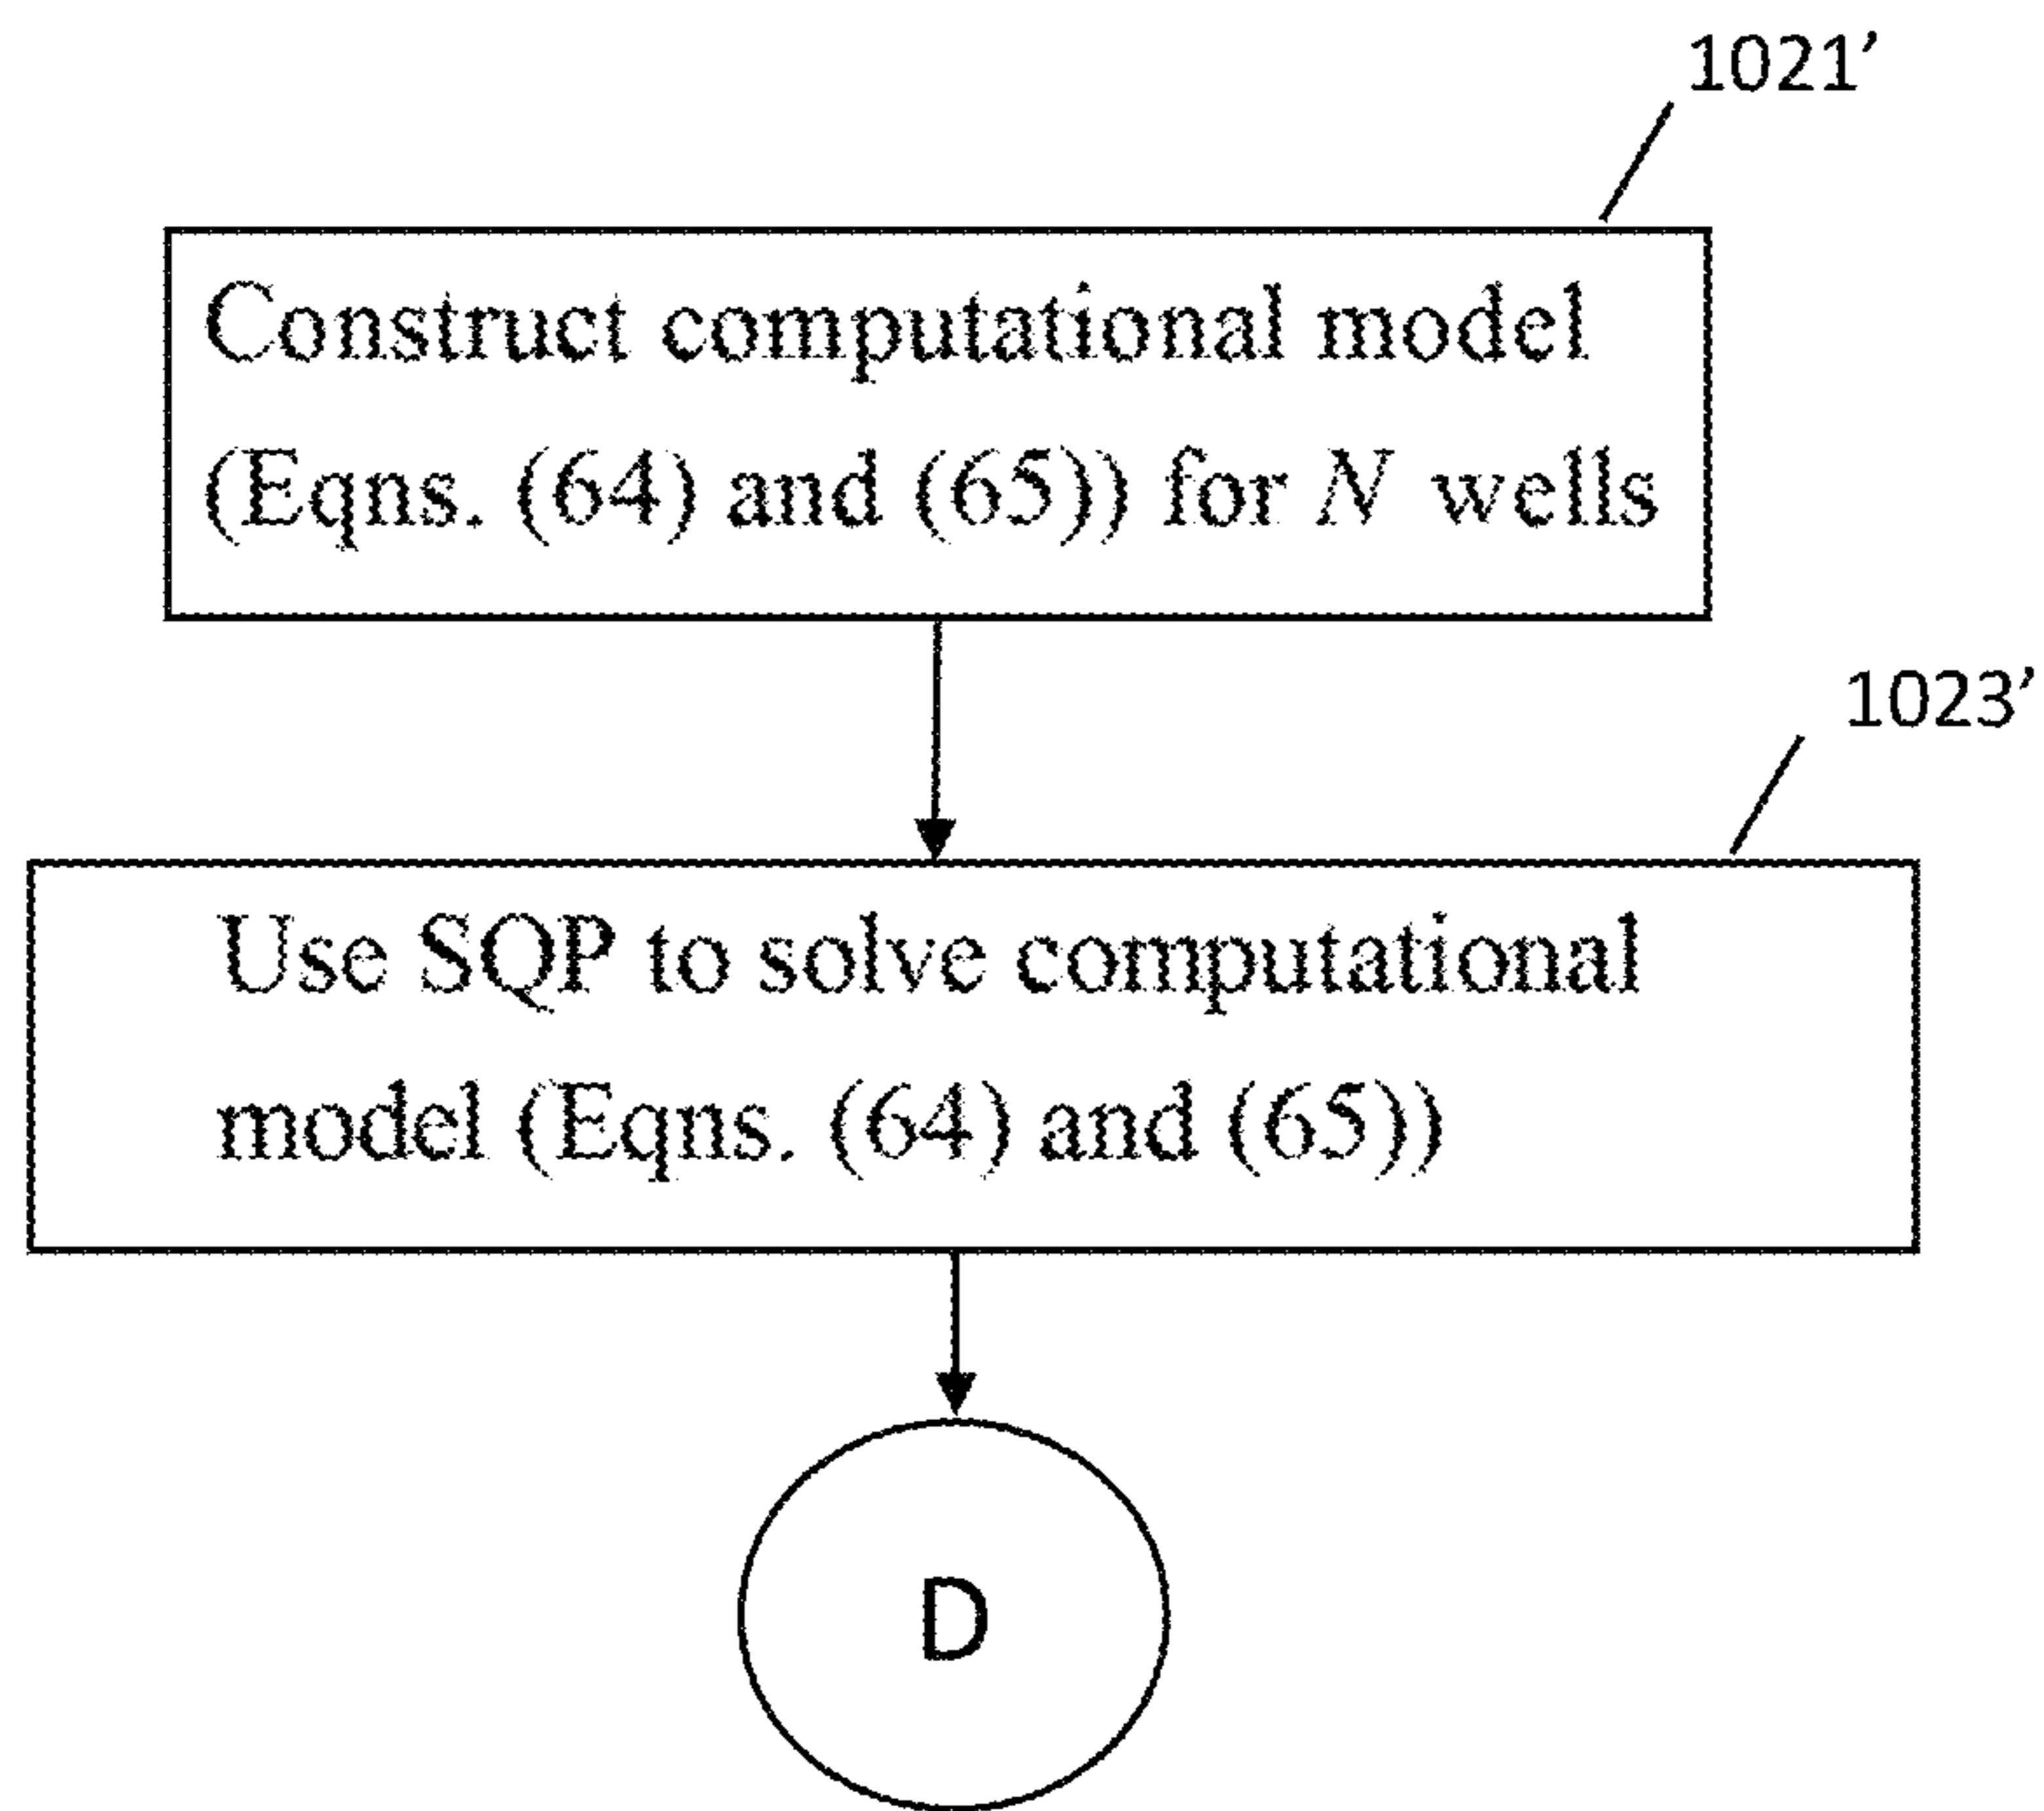 1021’
Construct computational model
(Eqns. (64) and (65)) for N wells
1023’
Use SQP to solve computational
model (Eqns. (64) and (65))
D